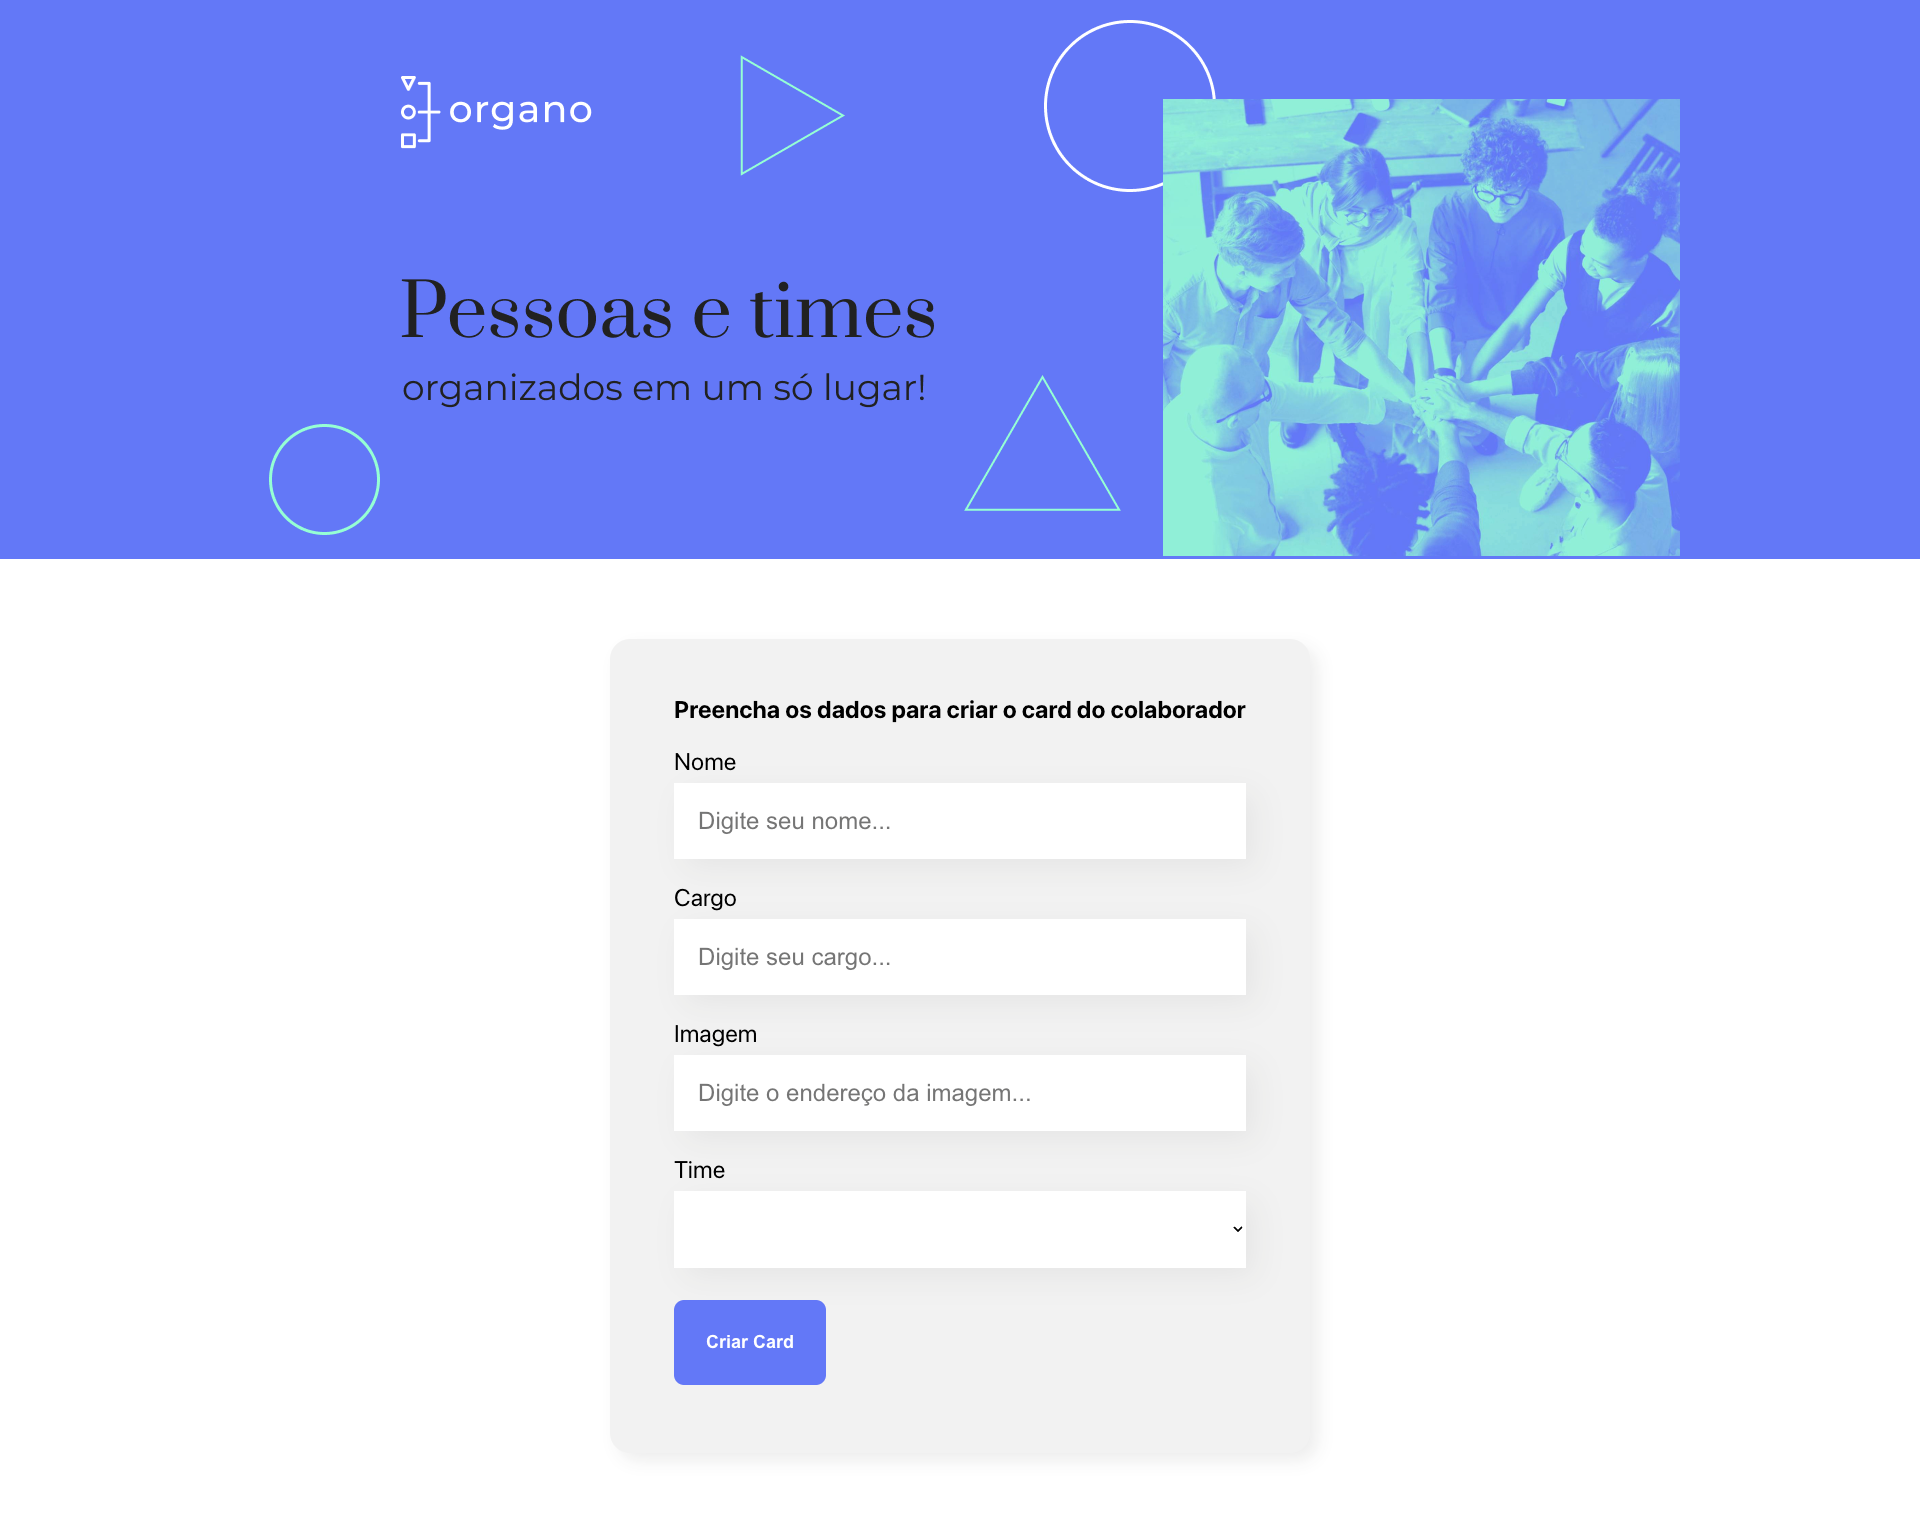 organo
Pessoas e times
organizados em um só lugar!
Preencha os dados para criar o card do colaborador
Nome
Digite seu nome...
Cargo
Digite seu cargo...
Imagem
Digite o endereço da imagem...
Time
Criar Card